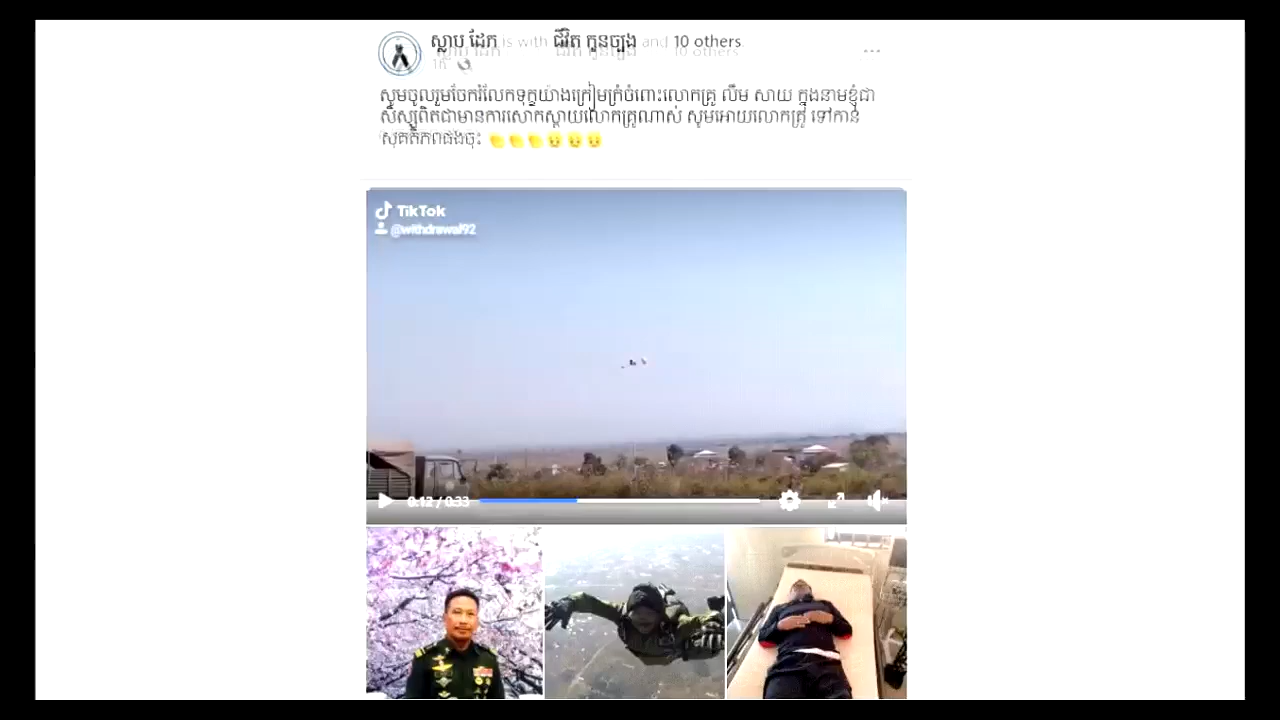 ស្លាប ដែក is with ជីវិត កូនច្បង and 10 others.
1h
សូមចូលរួមចែករំលែកទុក្ខយ៉ាងក្រៀមក្រំចំពោះលោកគ្រូ លឹម សាយ ក្នុងនាមខ្ញុំជា
សិស្សពិតជាមានការសោកស្តាយលោកគ្រូណាស់ សូមអោយលោកគ្រូ ទៅកាន់
សុគតិភពផងចុះ
TikTok
@withdrawal92
0:12 / 0:33